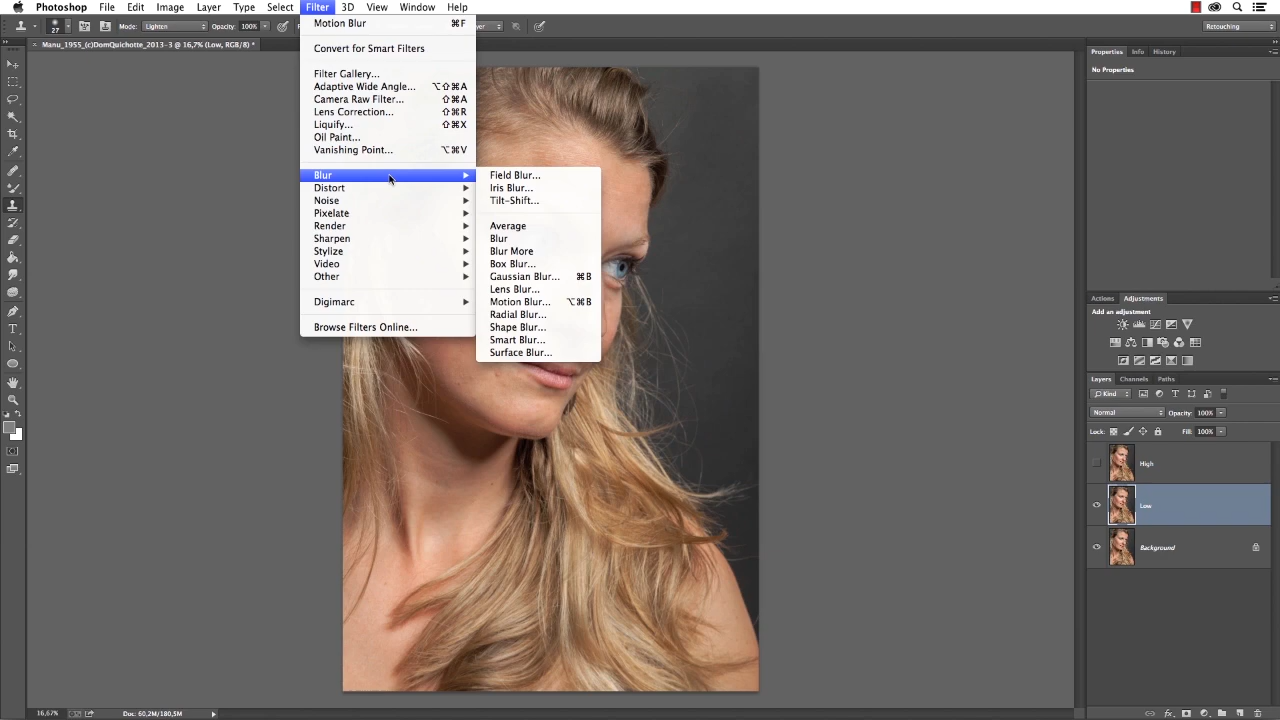 Photoshop File Edit Image Layer Type Select Filter 3D View Window Help
27 Mode: Lighten Opacity: 100% Retouching
Manu_1955_(c)DomQuichotte_2013-3 @ 16,7% (Low, RGB/8) *
Motion Blur ⌘F
Convert for Smart Filters
Filter Gallery...
Adaptive Wide Angle... ⌥⇧⌘A
Camera Raw Filter... ⇧⌘A
Lens Correction... ⇧⌘R
Liquify... ⇧⌘X
Oil Paint...
Vanishing Point... ⌥⌘V
Blur
Distort
Noise
Pixelate
Render
Sharpen
Stylize
Video
Other
Digimarc
Browse Filters Online...
Field Blur...
Iris Blur...
Tilt-Shift...
Average
Blur
Blur More
Box Blur...
Gaussian Blur... ⌘B
Lens Blur...
Motion Blur... ⌥⌘B
Radial Blur...
Shape Blur...
Smart Blur...
Surface Blur...
Properties Info History
No Properties
Actions Adjustments
Add an adjustment
Layers Channels Paths
Kind
Normal Opacity: 100%
Lock: Fill: 100%
High
Low
Background
16,67% Doc: 60,2M/180,5M